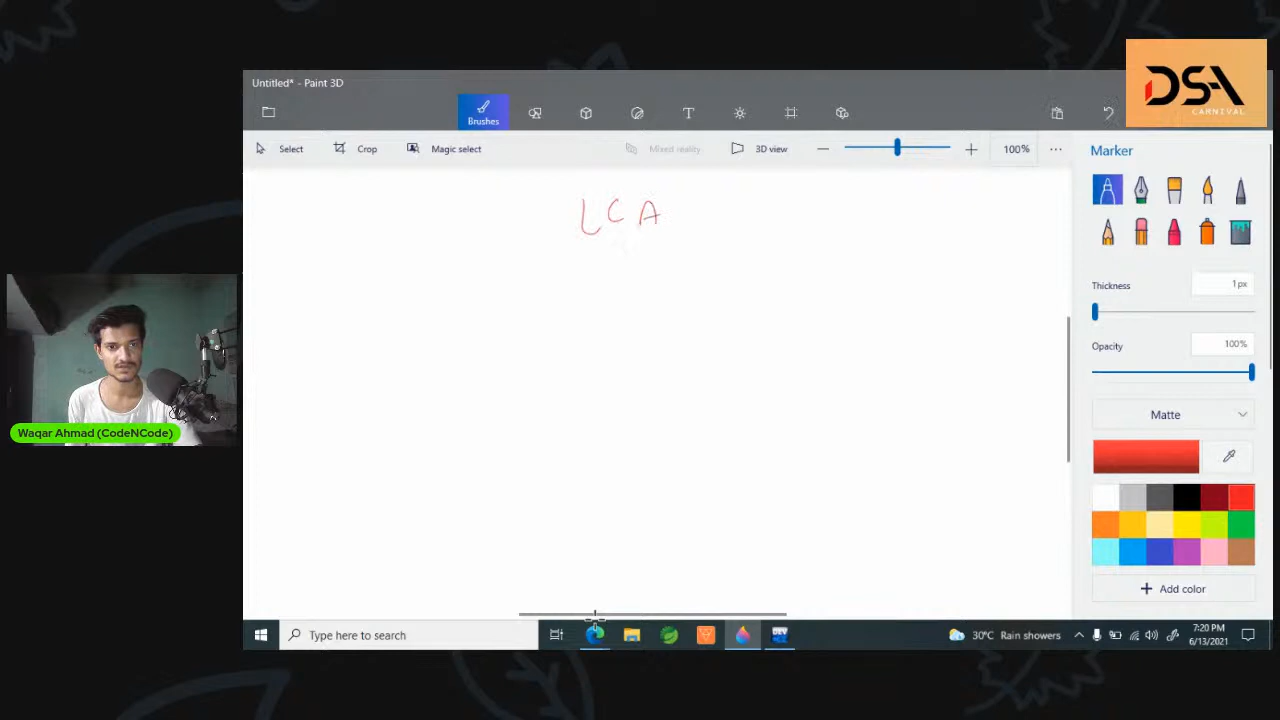 Untitled* - Paint 3D
DSA
CARNIVAL
Brushes
Select
Crop
Magic select
Mixed reality
3D view
100%
Marker
LCA
Thickness
1px
Opacity
100%
Matte
Add color
Waqar Ahmad (CodeNCode)
Type here to search
DEV
30°C Rain showers
7:20 PM
6/13/2021